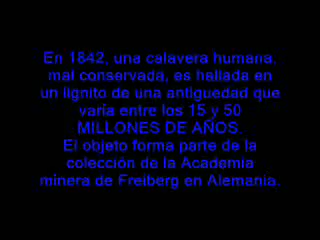 En 1842, una calavera humana,
mal conservada, es hallada en
un lignito de una antiguedad que
varía entre los 15 y 50
MILLONES DE AÑOS.
El objeto forma parte de la
colección de la Academia
minera de Freiberg en Alemania.